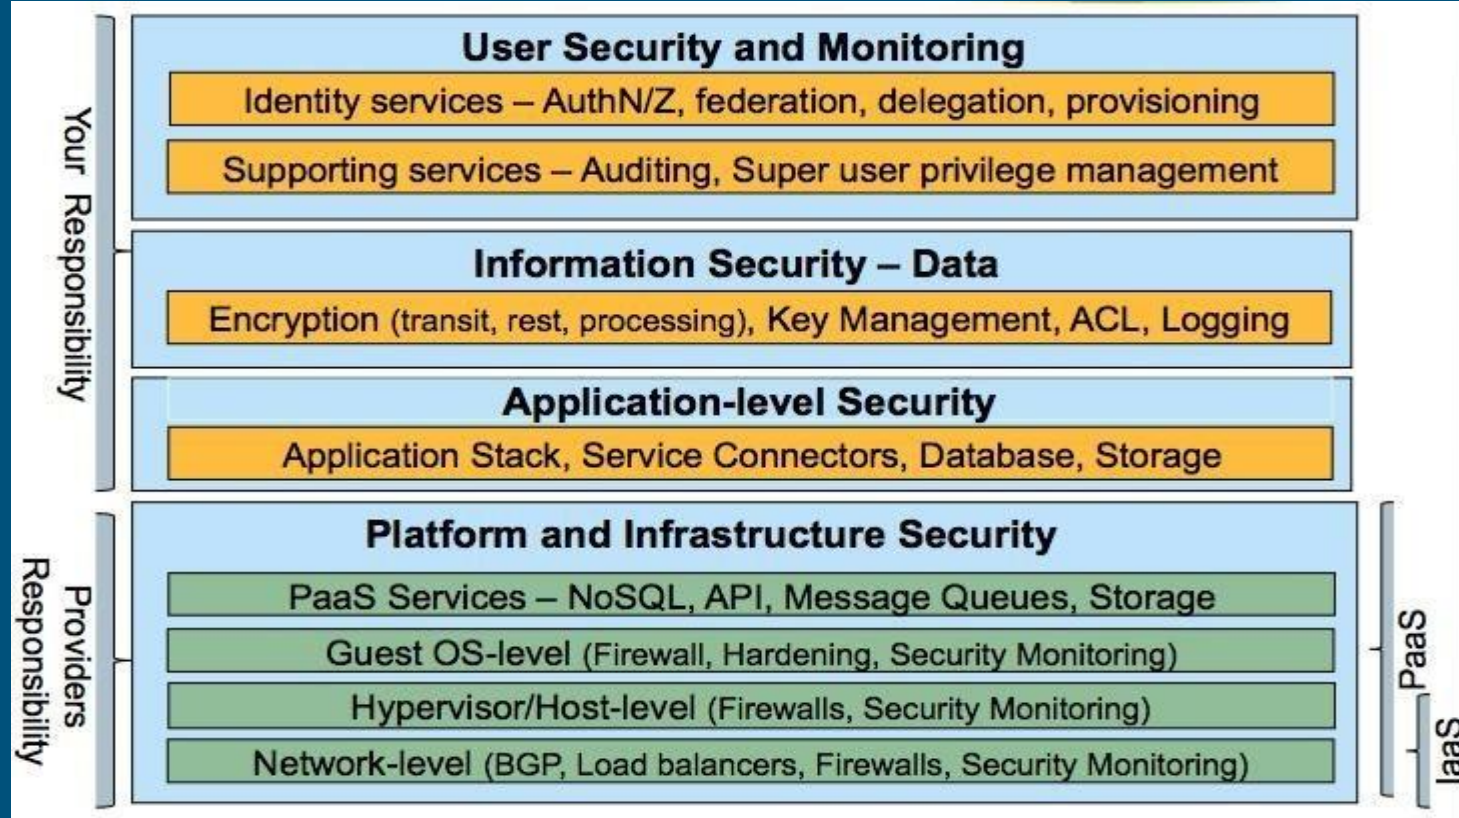 User Security and Monitoring
Identity services – AuthN/Z, federation, delegation, provisioning
Supporting services – Auditing, Super user privilege management
Your Responsibility
Information Security – Data
Encryption (transit, rest, processing), Key Management, ACL, Logging
Application-level Security
Application Stack, Service Connectors, Database, Storage
Platform and Infrastructure Security
Providers
Responsibility
PaaS Services – NoSQL, API, Message Queues, Storage
Guest OS-level (Firewall, Hardening, Security Monitoring)
Hypervisor/Host-level (Firewalls, Security Monitoring)
Network-level (BGP, Load balancers, Firewalls, Security Monitoring)
PaaS
IaaS